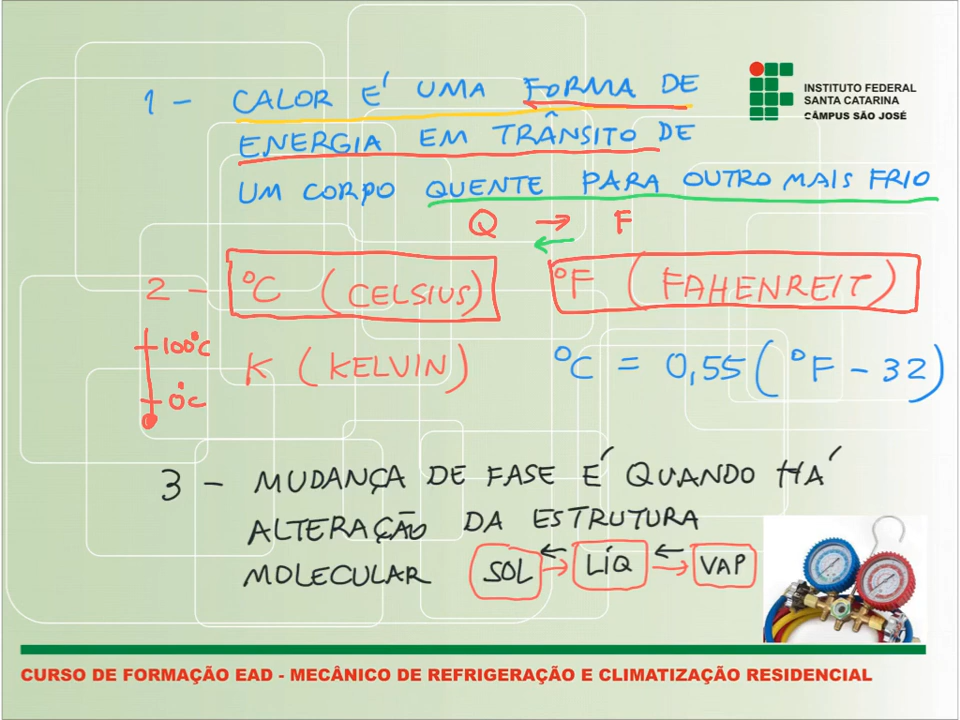 INSTITUTO FEDERAL
SANTA CATARINA
CÂMPUS SÃO JOSÉ
1 - CALOR É UMA FORMA DE
ENERGIA EM TRÂNSITO DE
UM CORPO QUENTE PARA OUTRO MAIS FRIO
Q → F
←
2 - °C (CELSIUS) °F (FAHENREIT)
100°C
K (KELVIN) °C = 0,55 (°F - 32)
0°C
3 - MUDANÇA DE FASE É QUANDO HÁ
ALTERAÇÃO DA ESTRUTURA
MOLECULAR SOL ←→ LÍQ ←→ VAP
CURSO DE FORMAÇÃO EAD - MECÂNICO DE REFRIGERAÇÃO E CLIMATIZAÇÃO RESIDENCIAL